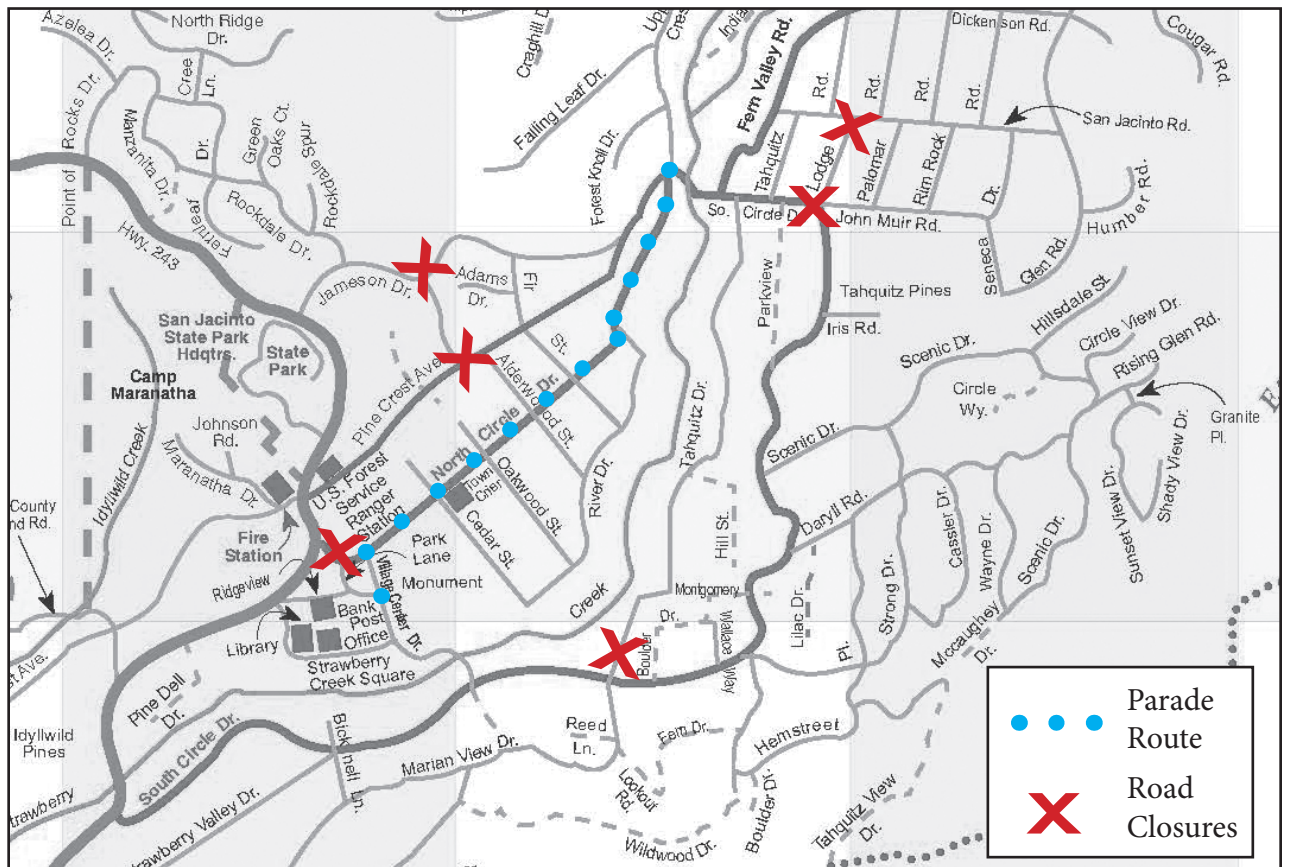 Azelea Dr.
North Ridge
Dr.
Cree
Ln.
Point of Rocks Dr.
Manzanita Dr.
Dr.
Green
Oaks Ct.
Rockdale Spur
Fernleaf
Rockdale Dr.
Hwy. 243
Craghill D
Upp
Cres
Indian
Falling Leaf Dr.
Forest Knoll Dr.
Fern Valley Rd.
Dickenson Rd.
Cougar Rd.
Rd.
Rd.
Rd.
Rd.
San Jacinto Rd.
Tahquitz
Lodge
Palomar
Rim Rock
Dr.
Humber Rd.
So. Circle D
John Muir Rd.
Seneca
Glen Rd.
Jameson Dr.
Adams
Dr.
Fir
St.
San Jacinto
State Park
Hdqtrs.
State
Park
Camp
Maranatha
Johnson
Rd.
Maranatha Dr.
Idyllwild Creek
Pine Crest Ave
Alderwood St.
North Circle Dr.
Town
Cnter
Oakwood St.
Cedar St.
River Dr.
Tahquitz Dr.
Parkview
Tahquitz Pines
Iris Rd.
Scenic Dr.
Hillsdale St
Circle View Dr.
Rising Glen Rd.
Circle
Wy.
Granite
Pl.
Scenic Dr.
Shady View Dr.
Sunset View Dr.
Daryll Rd.
Cassler Dr.
Wayne Dr.
Scenic Dr.
Strong Dr.
Mccaughey
Dr.
U.S. Forest
Service
Ranger
Station
County
nd Rd.
Fire
Station
Park
Lane
Ridgeview
Monument
Village Center Dr.
Bank
Post
Office
Library
Strawberry
Creek Square
Creek
Hill St.
Montgomery
Dr.
Boulder
Wallace
Way
Lilac Dr.
Pl.
st Ave.
Pine Dell
Dr.
Idyllwild
Pines
South Circle Dr.
Bicknell Ln.
Marian View Dr.
Reed
Ln.
Fern Dr.
Lookout
Rd.
Hemstreet
Boulder Dr.
Wildwood Dr.
Tahquitz View
Dr.
trawberry
rawberry Valley Dr.
E
Parade
Route
Road
Closures